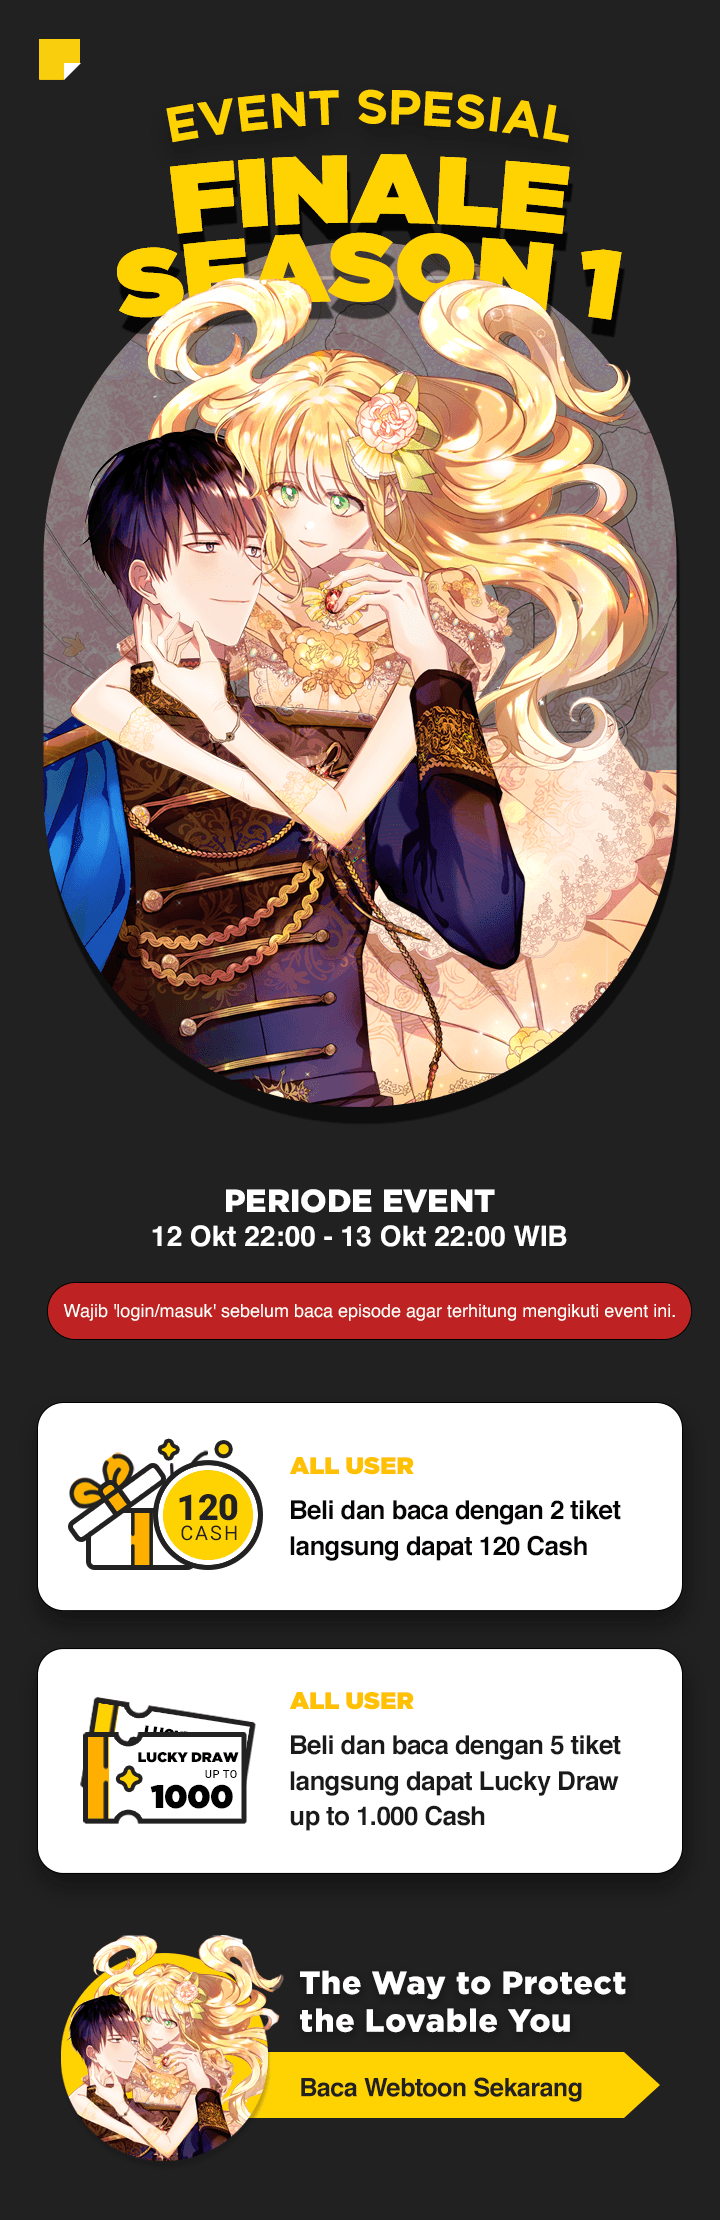 EVENT SPESIAL
FINALE
SEASON 1
PERIODE EVENT
12 Okt 22:00 - 13 Okt 22:00 WIB
Wajib 'login/masuk' sebelum baca episode agar terhitung mengikuti event ini.
120
CASH
ALL USER
Beli dan baca dengan 2 tiket
langsung dapat 120 Cash
LUCKY DRAW
UP TO
1000
ALL USER
Beli dan baca dengan 5 tiket
langsung dapat Lucky Draw
up to 1.000 Cash
The Way to Protect
the Lovable You
Baca Webtoon Sekarang